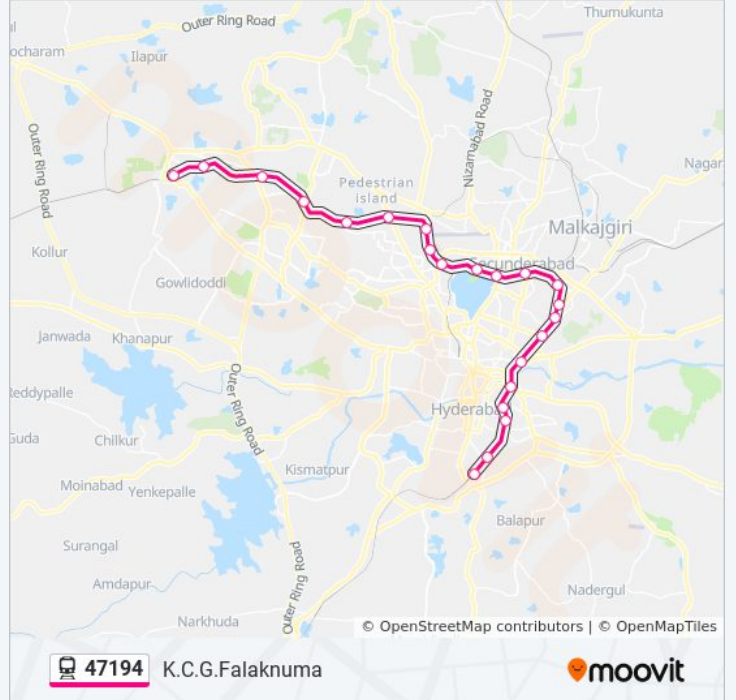 Outer Ring Road
Thumukunta
ocharam
Ilapur
Nizamabad Road
Outer Ring Road
Nagar
Pedestrian
island
Malkajgiri
Kollur
Secunderabad
Gowlidoddi
Janwada
Khanapur
Outer Ring Road
Hyderabad
Guda
Chilkur
Kismatpur
Moinabad
Yenkepalle
Balapur
Surangal
Outer Ring Road
Amdapur
Nadergul
Narkhuda
© OpenStreetMap contributors | © OpenMapTiles
47194
K.C.G.Falaknuma
moovit